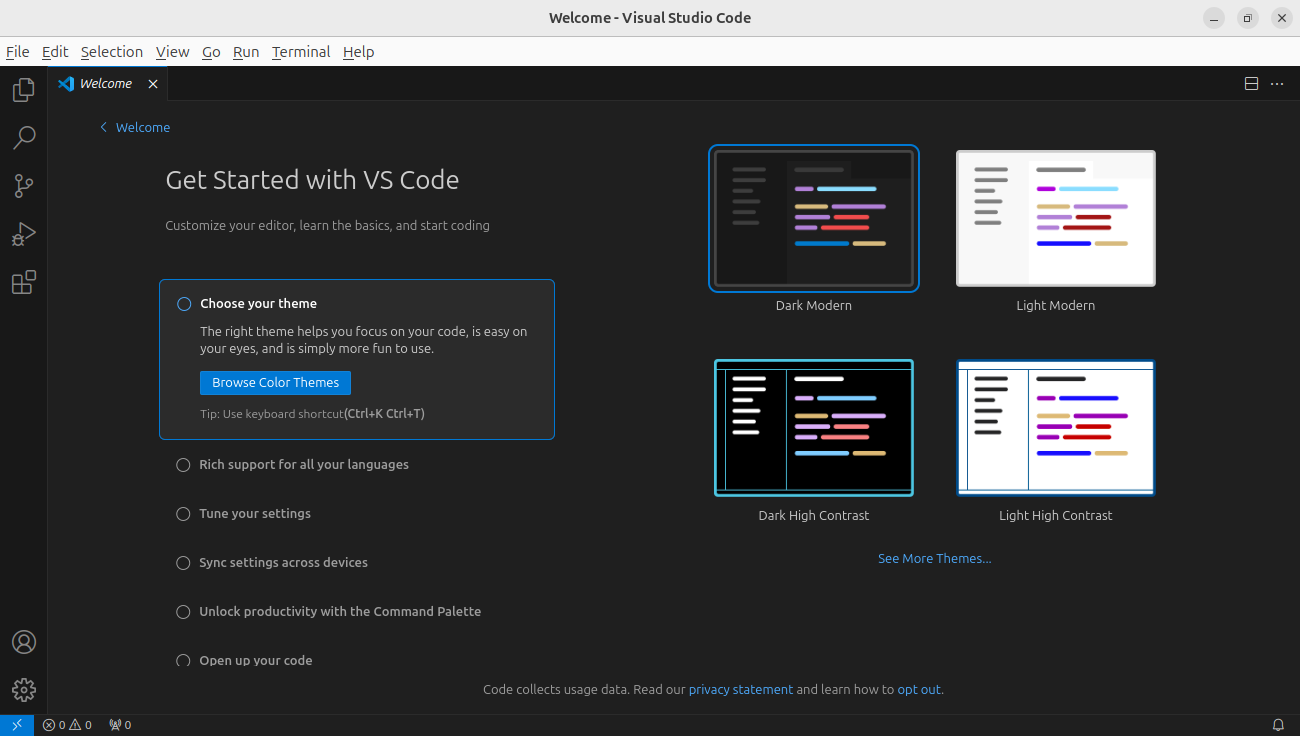 Welcome - Visual Studio Code
File Edit Selection View Go Run Terminal Help
Welcome
Welcome
Get Started with VS Code
Customize your editor, learn the basics, and start coding
Choose your theme
The right theme helps you focus on your code, is easy on
your eyes, and is simply more fun to use.
Browse Color Themes
Tip: Use keyboard shortcut(Ctrl+K Ctrl+T)
Rich support for all your languages
Tune your settings
Sync settings across devices
Unlock productivity with the Command Palette
Open up your code
Dark Modern
Light Modern
Dark High Contrast
Light High Contrast
See More Themes...
Code collects usage data. Read our privacy statement and learn how to opt out.
0 0 0